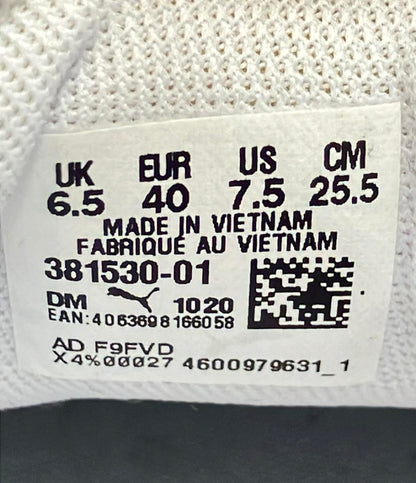 UK EUR US CM
6.5 40 7.5 25.5
MADE IN VIETNAM
FABRIQUÉ AU VIETNAM
381530-01
DM 1020
EAN:4063698166058
AD F9FVD
X4%00027 4600979631_1